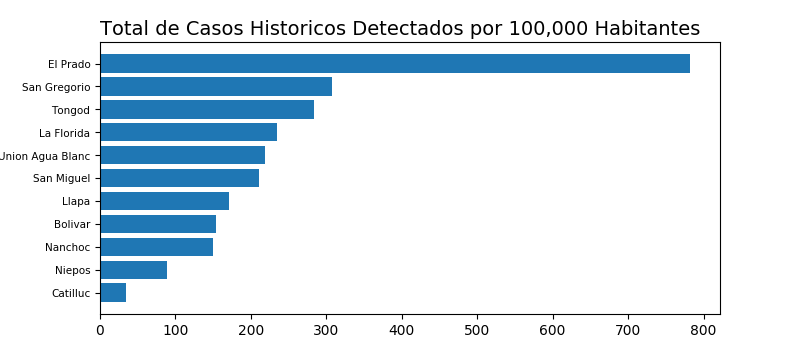 Total de Casos Historicos Detectados por 100,000 Habitantes
El Prado
San Gregorio
Tongod
La Florida
Union Agua Blanc
San Miguel
Llapa
Bolivar
Nanchoc
Niepos
Catilluc
0 100 200 300 400 500 600 700 800